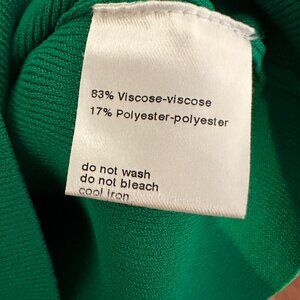 83% Viscose-viscose
17% Polyester-polyester
do not wash
do not bleach
cool iron